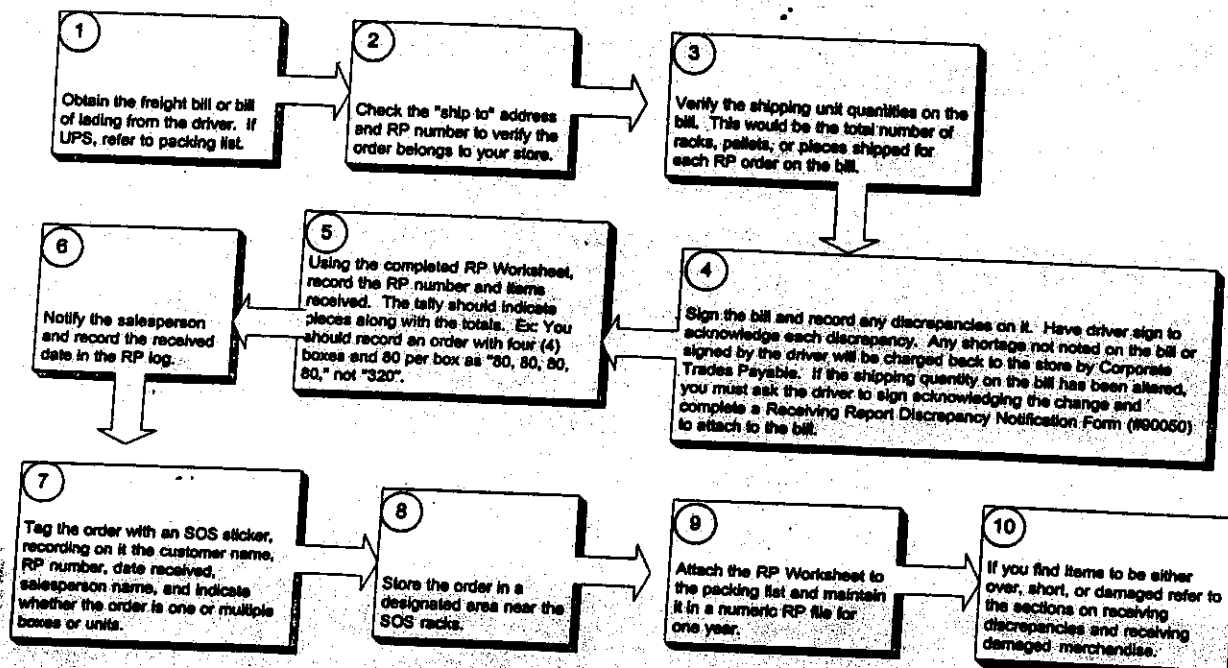 1
Obtain the freight bill or bill
of lading from the driver. If
UPS, refer to packing list.
2
Check the "ship to" address
and RP number to verify the
order belongs to your store.
3
Verify the shipping unit quantities on the
bill. This would be the total number of
racks, pallets, or pieces shipped for
each RP order on the bill.
4
Sign the bill and record any discrepancies on it. Have driver sign to
acknowledge each discrepancy. Any shortage not noted on the bill or
signed by the driver will be charged back to the store by Corporate
Trades Payable. If the shipping quantity on the bill has been altered,
you must ask the driver to sign acknowledging the change and
complete a Receiving Report Discrepancy Notification Form (#90050)
to attach to the bill.
5
Using the completed RP Worksheet,
record the RP number and items
received. The tally should indicate
pieces along with the totals. Ex: You
should record an order with four (4)
boxes and 80 per box as "80, 80, 80,
80," not "320".
6
Notify the salesperson
and record the received
date in the RP log.
7
Tag the order with an SOS sticker,
recording on it the customer name,
RP number, date received,
salesperson name, and indicate
whether the order is one or multiple
boxes or units.
8
Store the order in a
designated area near the
SOS racks.
9
Attach the RP Worksheet to
the packing list and maintain
it in a numeric RP file for
one year.
10
If you find items to be either
over, short, or damaged refer to
the sections on receiving
discrepancies and receiving
damaged merchandise.